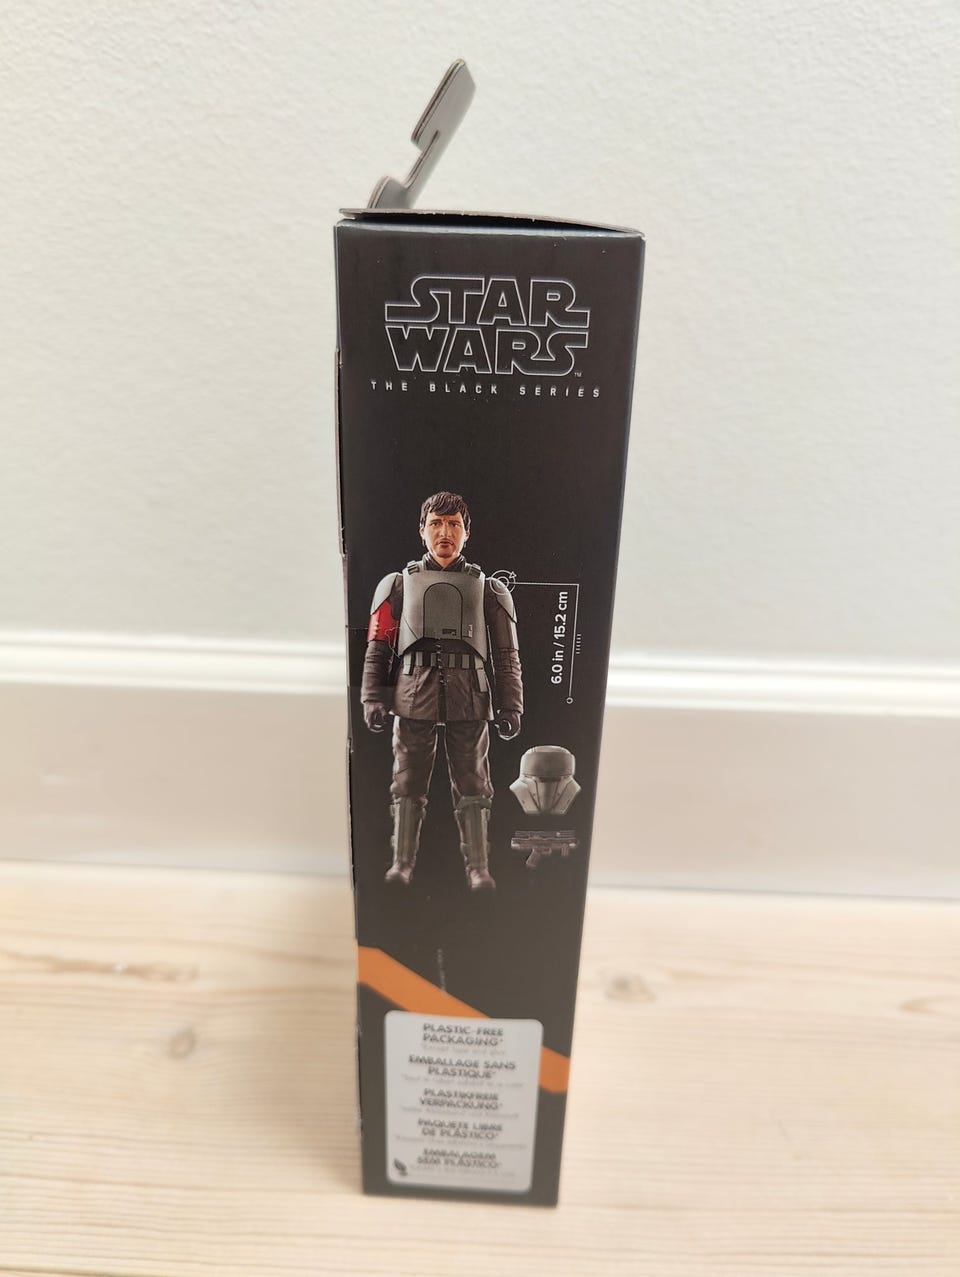 STAR
WARS
TM
THE BLACK SERIES
6.0 in / 15.2 cm
PLASTIC-FREE
PACKAGING*
EMBALLAGE SANS
PLASTIQUE*
PLASTIKFREIE
VERPACKUNG*
PAQUETE LIBRE
DE PLÁSTICO*
EMBALAGEM
SEM PLÁSTICO*